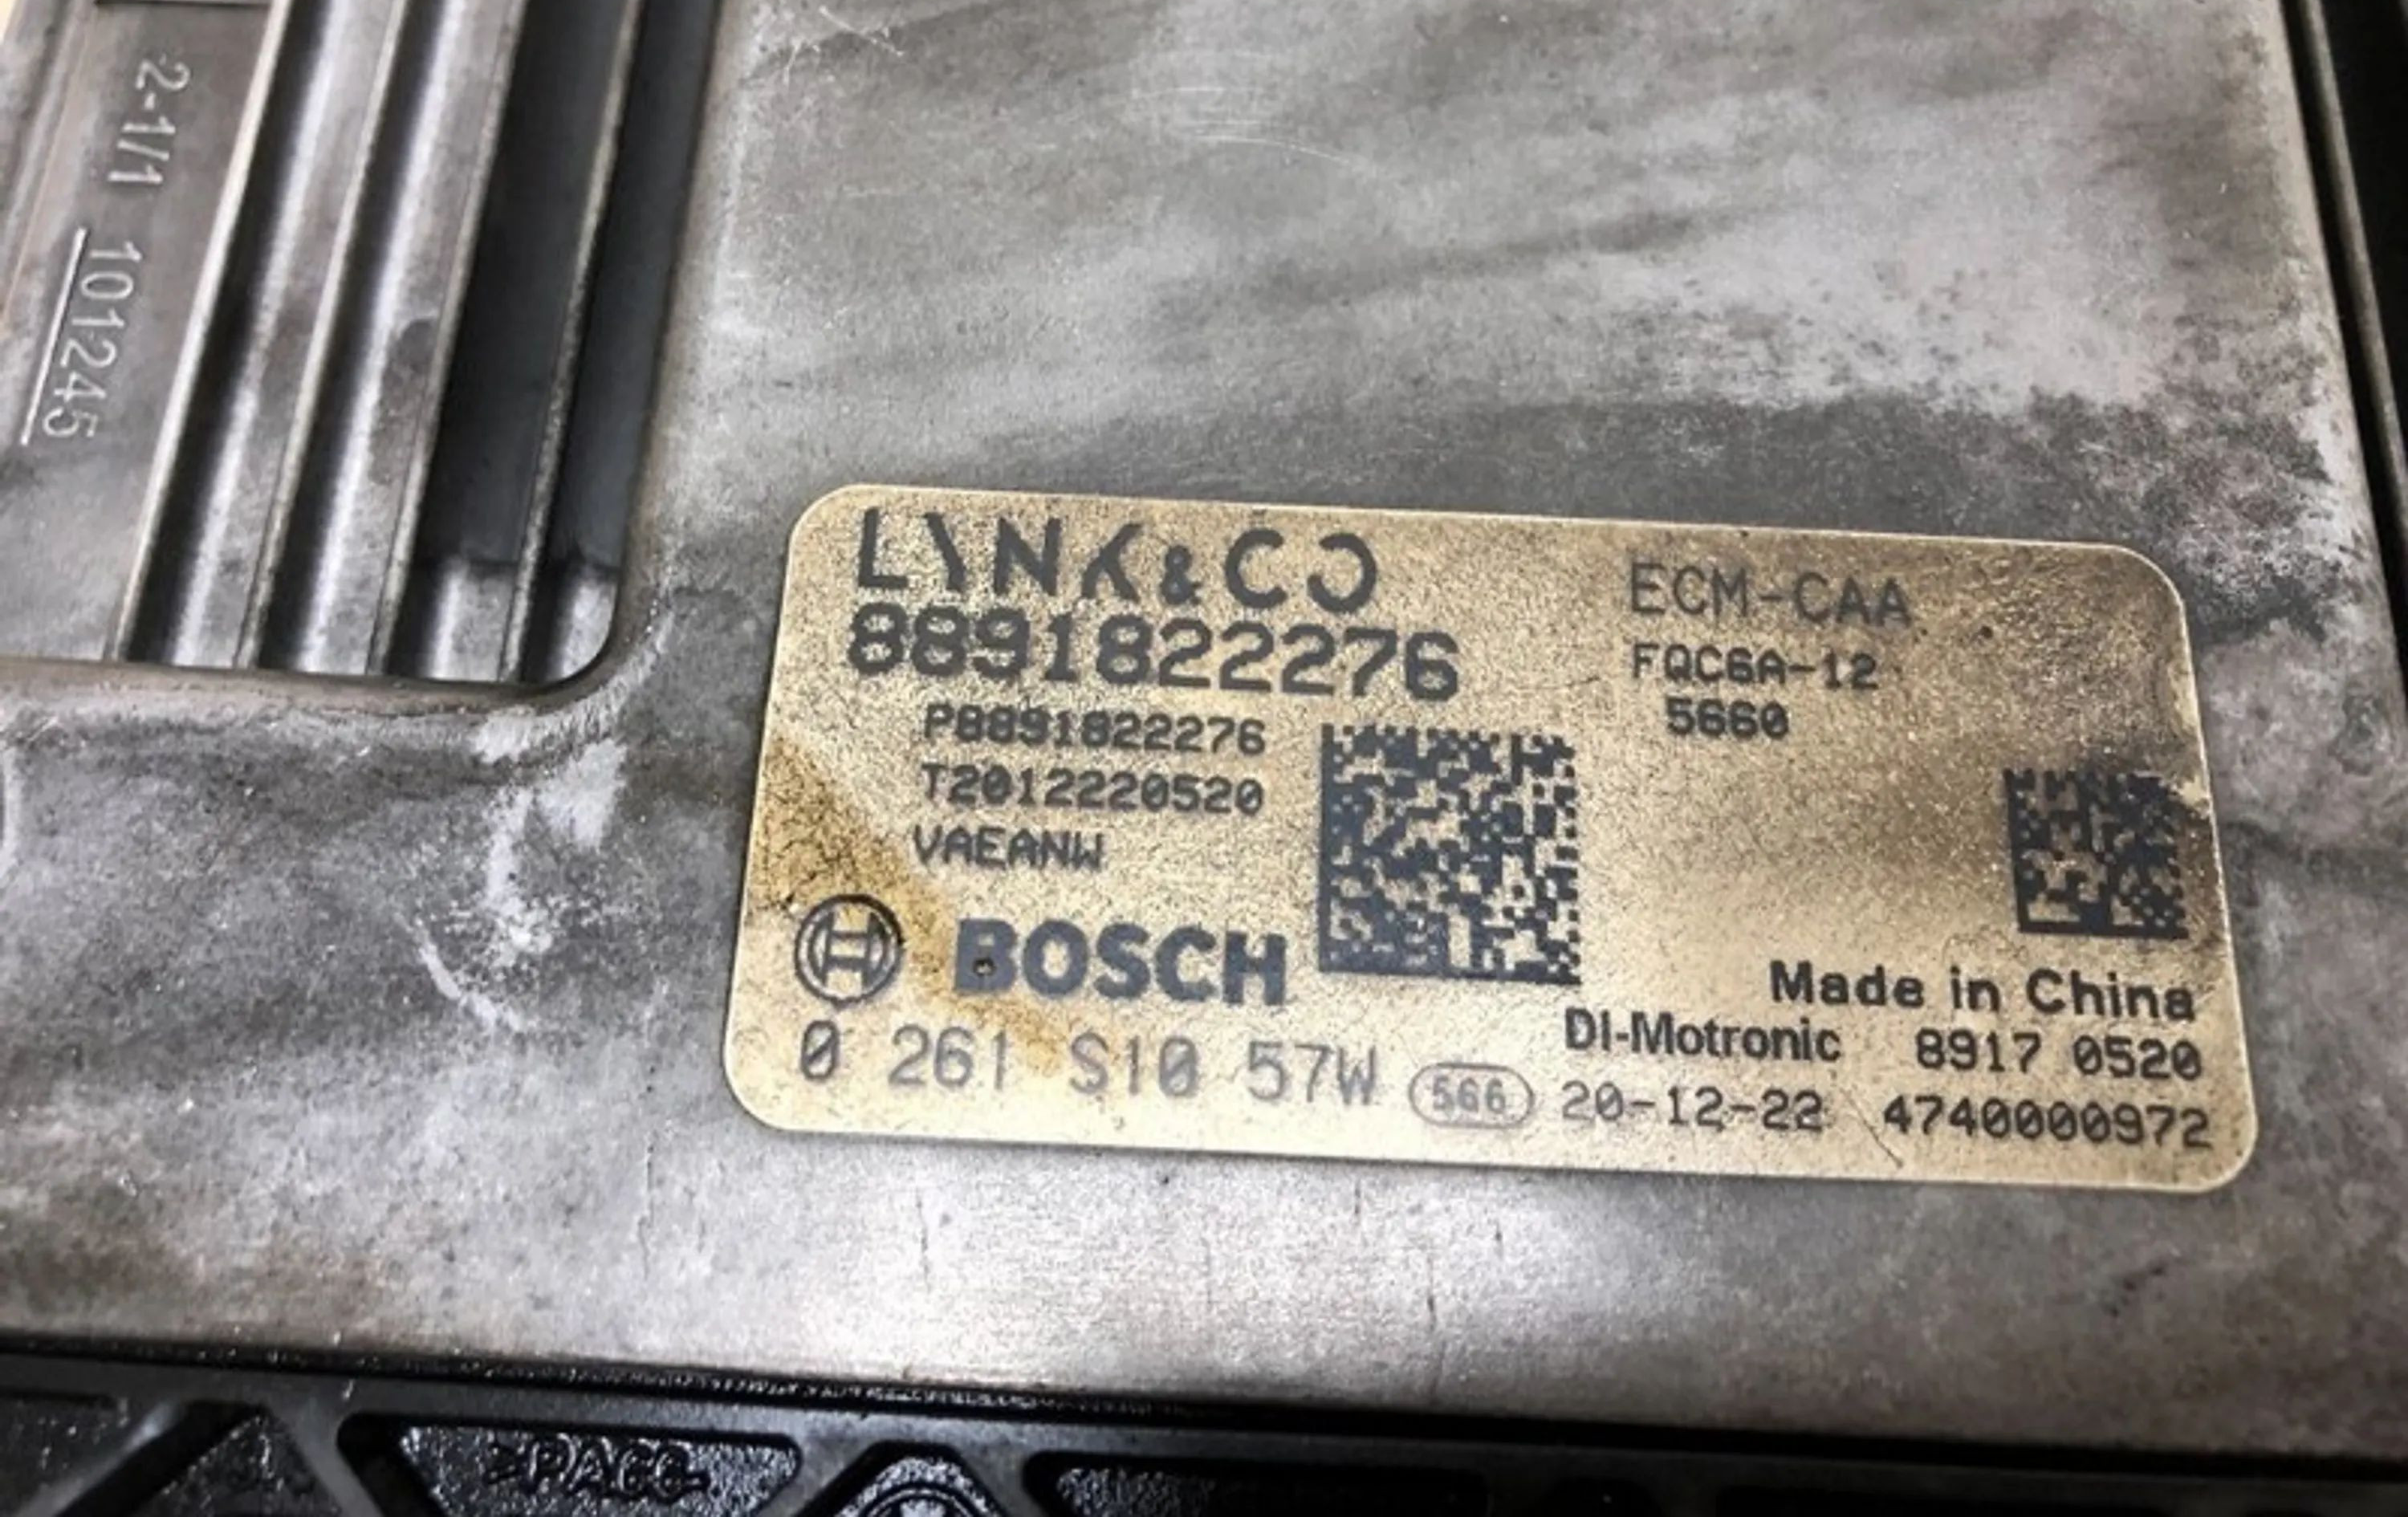 2-1/1 101245
LYNK&CO
8891822276
P8891822276
T2012220520
VAEANW
BOSCH
0 261 S10 57W
ECM-CAA
FQC6A-12
5660
Made in China
DI-Motronic 8917 0520
566 20-12-22 4740000972